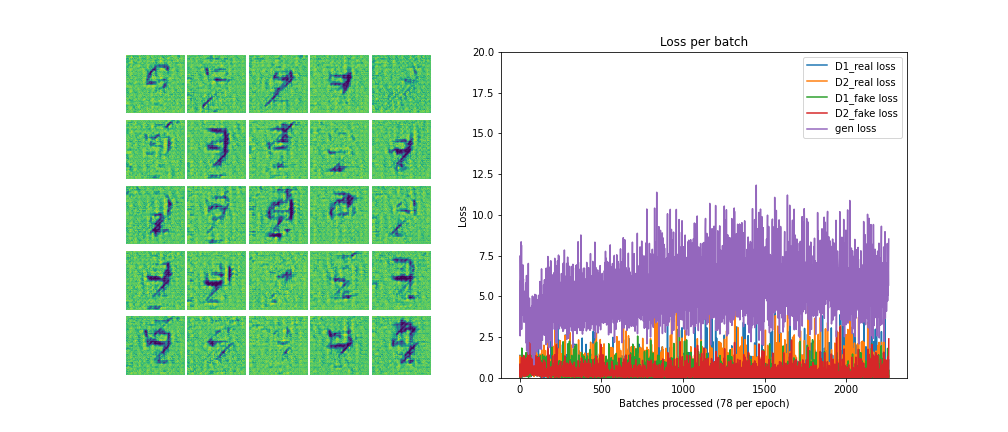 Loss per batch
20.0
17.5
15.0
12.5
10.0
7.5
5.0
2.5
0.0
Loss
D1_real loss
D2_real loss
D1_fake loss
D2_fake loss
gen loss
0
500
1000
1500
2000
Batches processed (78 per epoch)